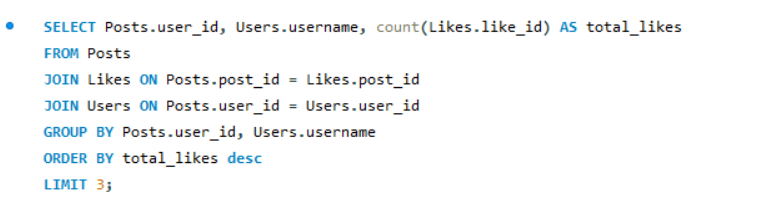 SELECT Posts.user_id, Users.username, count(Likes.like_id) AS total_likes
FROM Posts
JOIN Likes ON Posts.post_id = Likes.post_id
JOIN Users ON Posts.user_id = Users.user_id
GROUP BY Posts.user_id, Users.username
ORDER BY total_likes desc
LIMIT 3;